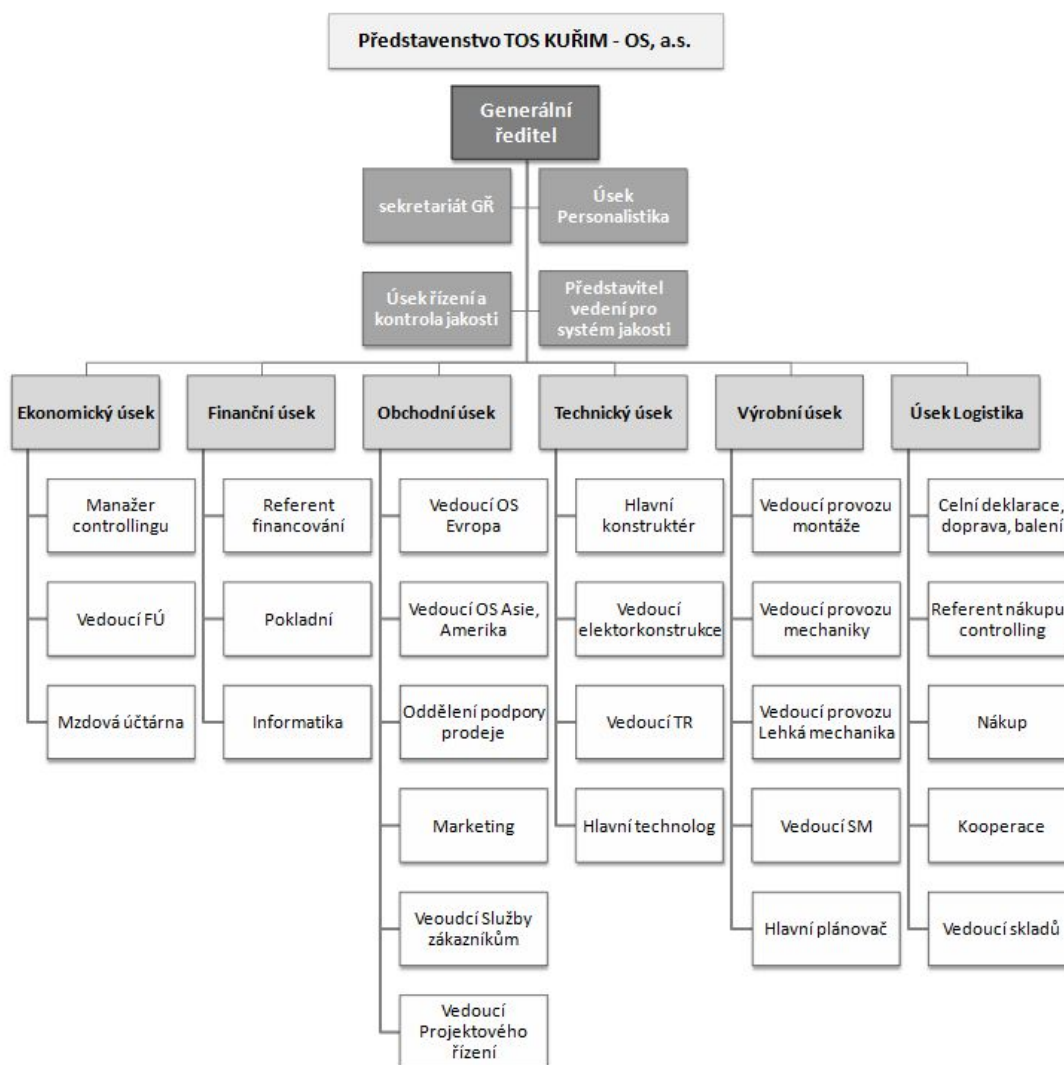 Představenstvo TOS KUŘIM - OS, a.s.
Generální
ředitel
sekretariát GŘ
Úsek
Personalistika
Úsek řízení a
kontrola jakosti
Představitel
vedení pro
systém jakosti
Ekonomický úsek
Finanční úsek
Obchodní úsek
Technický úsek
Výrobní úsek
Úsek Logistika
Manažer
controllingu
Vedoucí FÚ
Mzdová účtárna
Referent
financování
Pokladní
Informatika
Vedoucí OS
Evropa
Vedoucí OS Asie,
Amerika
Oddělení podpory
prodeje
Marketing
Veoudcí Služby
zákazníkům
Vedoucí
Projektového
řízení
Hlavní
konstruktér
Vedoucí
elektorkonstrukce
Vedoucí TR
Hlavní technolog
Vedoucí provozu
montáže
Vedoucí provozu
mechaniky
Vedoucí provozu
Lehká mechanika
Vedoucí SM
Hlavní plánovač
Celní deklarace,
doprava, balení
Referent nákupu
controlling
Nákup
Kooperace
Vedoucí skladů